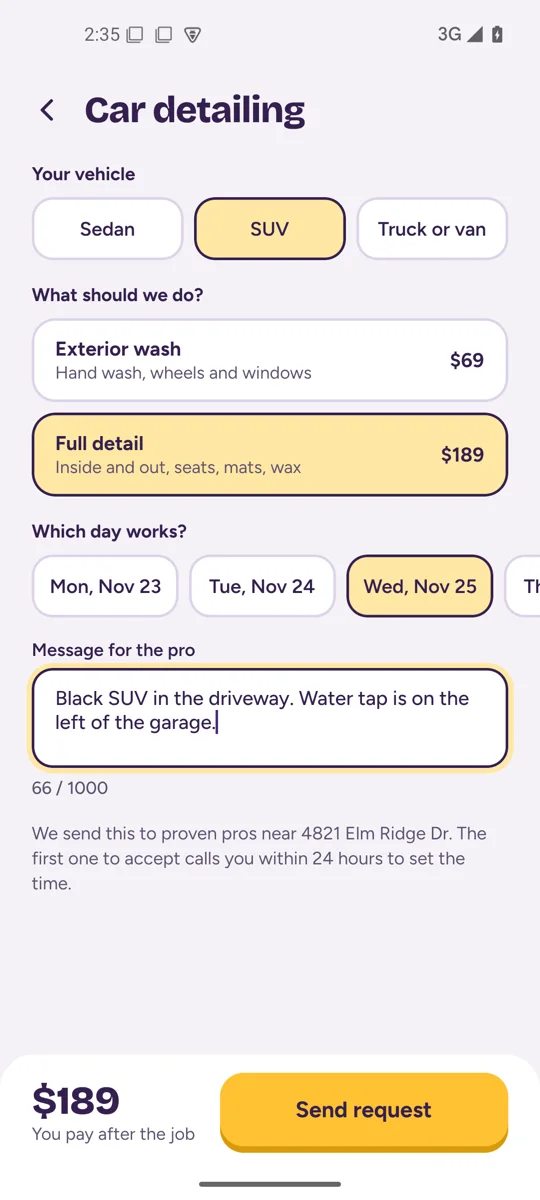 2:35
3G
Car detailing
Your vehicle
Sedan
SUV
Truck or van
What should we do?
Exterior wash
Hand wash, wheels and windows
$69
Full detail
Inside and out, seats, mats, wax
$189
Which day works?
Mon, Nov 23
Tue, Nov 24
Wed, Nov 25
Message for the pro
Black SUV in the driveway. Water tap is on the
left of the garage.
66 / 1000
We send this to proven pros near 4821 Elm Ridge Dr. The
first one to accept calls you within 24 hours to set the
time.
$189
You pay after the job
Send request